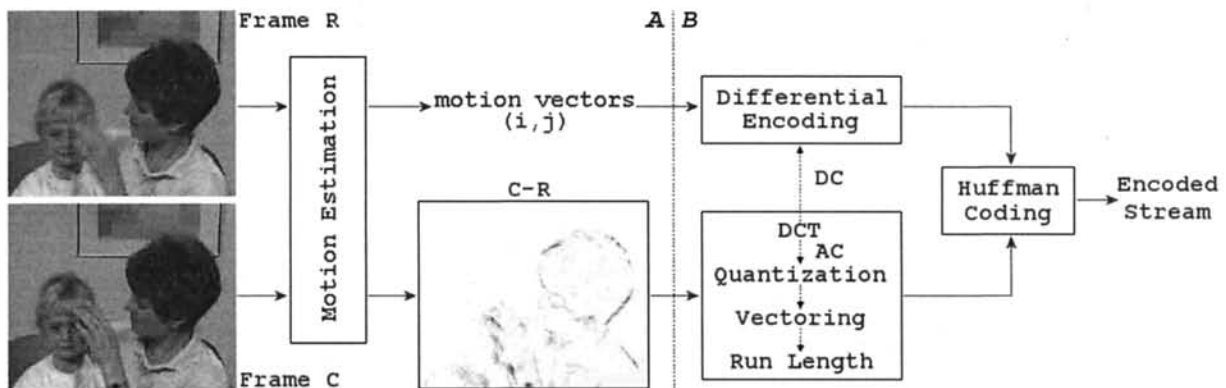 Frame R
A B
Motion Estimation
motion vectors
(i,j)
Differential
Encoding
DC
C-R
Huffman
Coding
Encoded
Stream
DCT
AC
Quantization
Vectoring
Run Length
Frame C